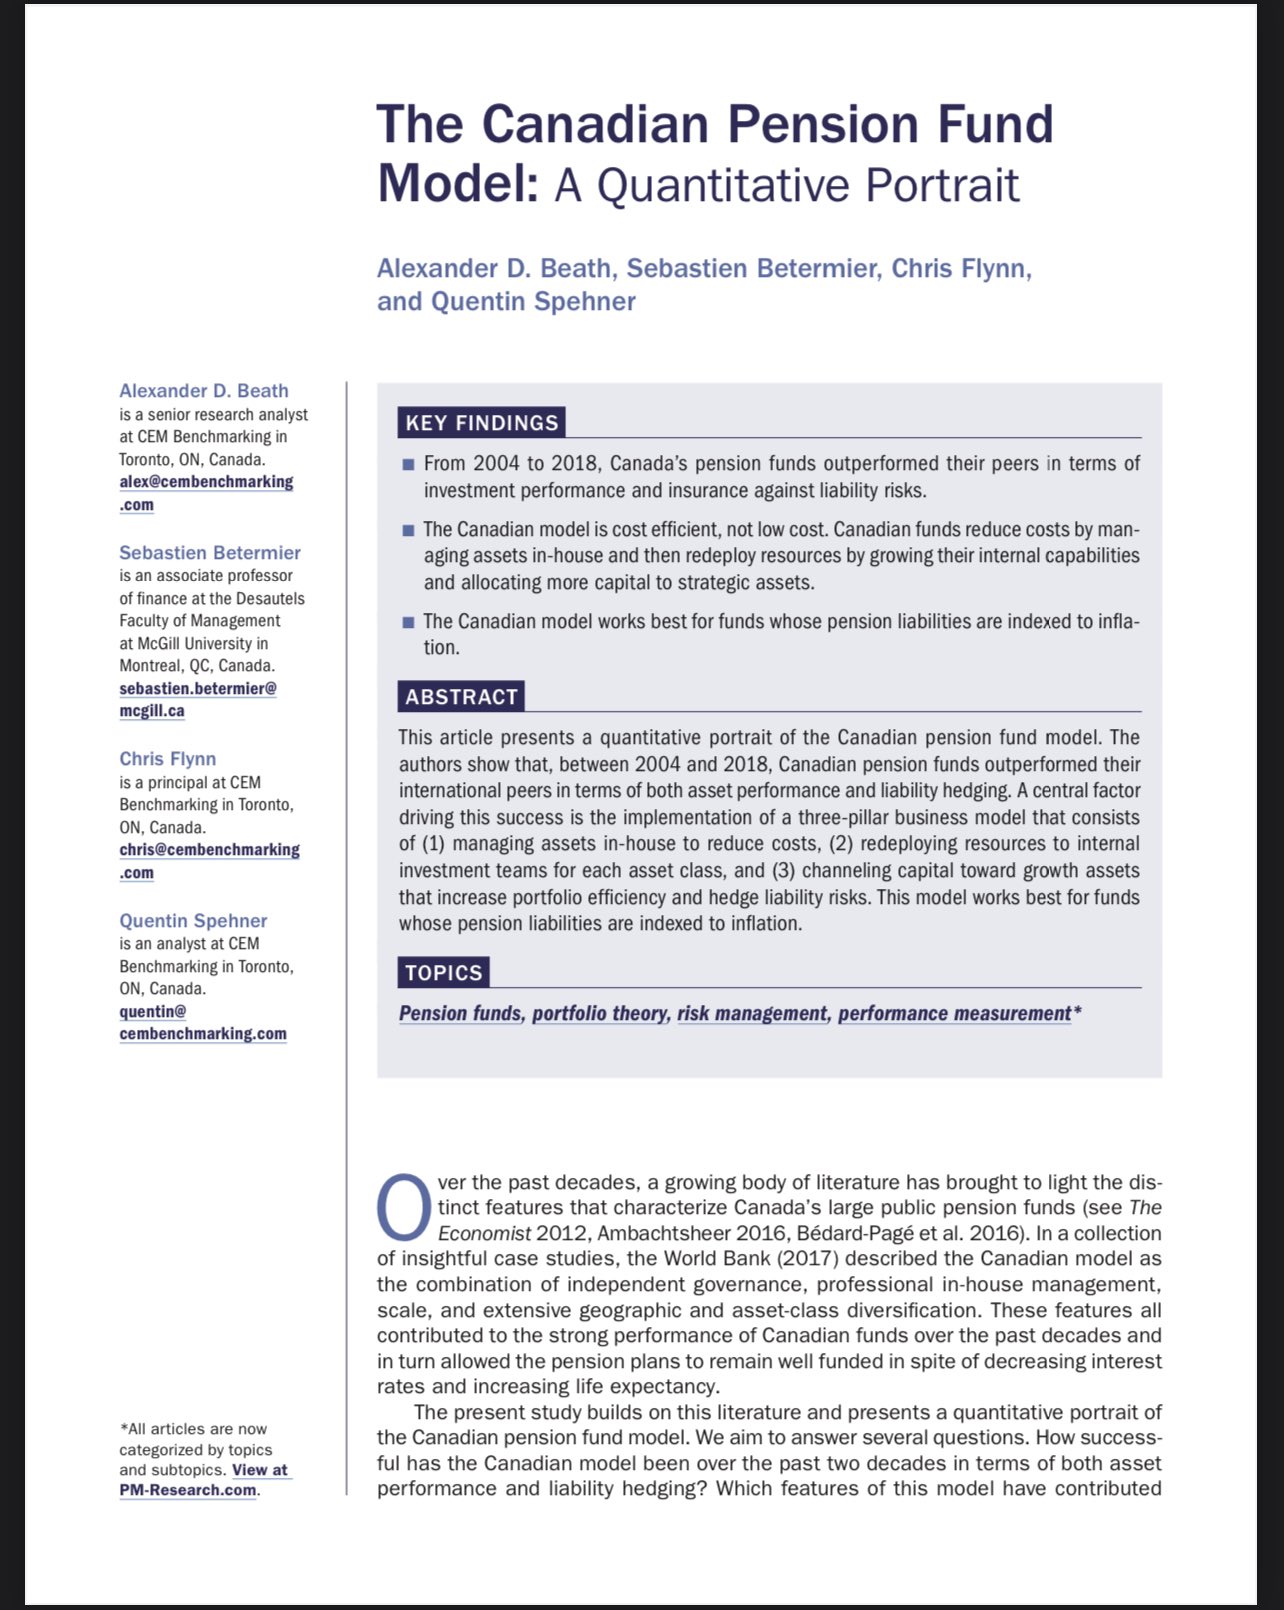 The Canadian Pension Fund
Model: A Quantitative Portrait
Alexander D. Beath, Sebastien Betermier, Chris Flynn,
and Quentin Spehner
Alexander D. Beath
is a senior research analyst
at CEM Benchmarking in
Toronto, ON, Canada.
alex@cembenchmarking
.com
Sebastien Betermier
is an associate professor
of finance at the Desautels
Faculty of Management
at McGill University in
Montreal, QC, Canada.
sebastien.betermier@
mcgill.ca
Chris Flynn
is a principal at CEM
Benchmarking in Toronto,
ON, Canada.
chris@cembenchmarking
.com
Quentin Spehner
is an analyst at CEM
Benchmarking in Toronto,
ON, Canada.
quentin@
cembenchmarking.com
*All articles are now
categorized by topics
and subtopics. View at
PM-Research.com.
KEY FINDINGS
■ From 2004 to 2018, Canada's pension funds outperformed their peers in terms of
investment performance and insurance against liability risks.
■ The Canadian model is cost efficient, not low cost. Canadian funds reduce costs by man-
aging assets in-house and then redeploy resources by growing their internal capabilities
and allocating more capital to strategic assets.
■ The Canadian model works best for funds whose pension liabilities are indexed to infla-
tion.
ABSTRACT
This article presents a quantitative portrait of the Canadian pension fund model. The
authors show that, between 2004 and 2018, Canadian pension funds outperformed their
international peers in terms of both asset performance and liability hedging. A central factor
driving this success is the implementation of a three-pillar business model that consists
of (1) managing assets in-house to reduce costs, (2) redeploying resources to internal
investment teams for each asset class, and (3) channeling capital toward growth assets
that increase portfolio efficiency and hedge liability risks. This model works best for funds
whose pension liabilities are indexed to inflation.
TOPICS
Pension funds, portfolio theory, risk management, performance measurement*
Over the past decades, a growing body of literature has brought to light the dis-
tinct features that characterize Canada's large public pension funds (see The
Economist 2012, Ambachtsheer 2016, Bédard-Pagé et al. 2016). In a collection
of insightful case studies, the World Bank (2017) described the Canadian model as
the combination of independent governance, professional in-house management,
scale, and extensive geographic and asset-class diversification. These features all
contributed to the strong performance of Canadian funds over the past decades and
in turn allowed the pension plans to remain well funded in spite of decreasing interest
rates and increasing life expectancy.
The present study builds on this literature and presents a quantitative portrait of
the Canadian pension fund model. We aim to answer several questions. How success-
ful has the Canadian model been over the past two decades in terms of both asset
performance and liability hedging? Which features of this model have contributed